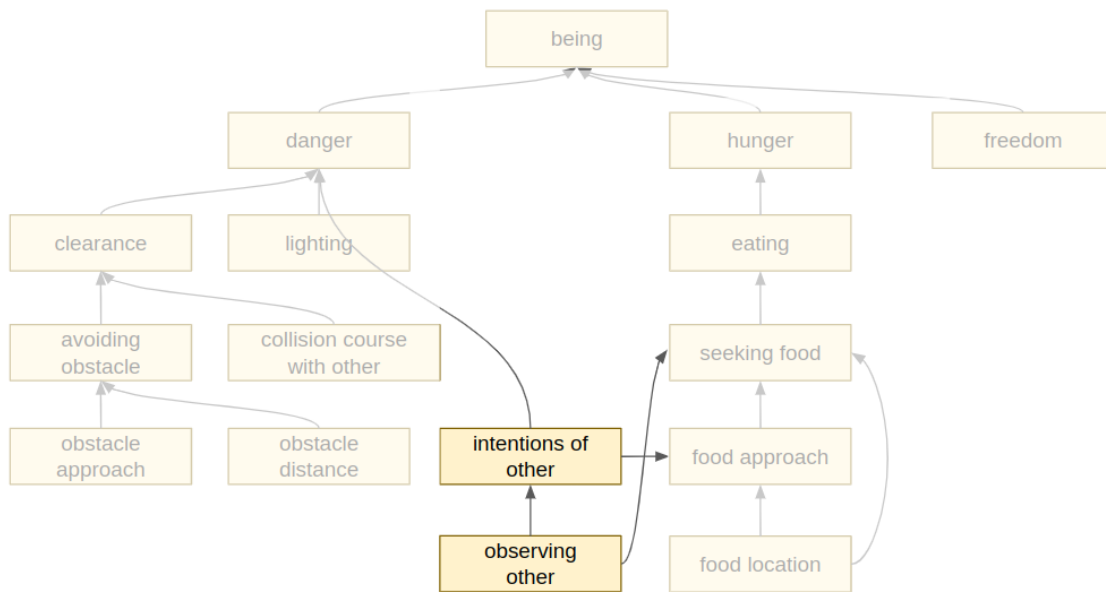 being
danger
hunger
freedom
clearance
lighting
eating
avoiding
obstacle
collision course
with other
seeking food
obstacle
approach
obstacle
distance
intentions of
other
food approach
observing
other
food location